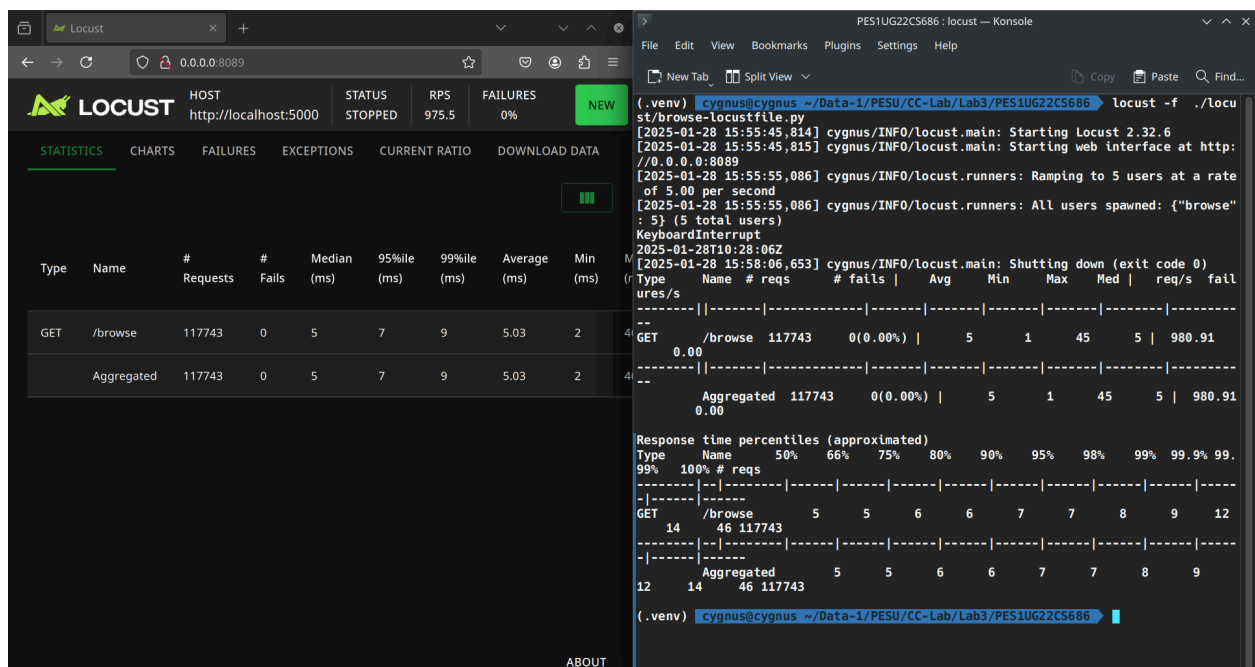 Locust
0.0.0.0:8089
LOCUST
HOST
http://localhost:5000
STATUS
STOPPED
RPS
975.5
FAILURES
0%
NEW
STATISTICS CHARTS FAILURES EXCEPTIONS CURRENT RATIO DOWNLOAD DATA
Type Name # Requests # Fails Median (ms) 95%ile (ms) 99%ile (ms) Average (ms) Min (ms)
GET /browse 117743 0 5 7 9 5.03 2
Aggregated 117743 0 5 7 9 5.03 2
ABOUT
PES1UG22CS686 : locust — Konsole
File Edit View Bookmarks Plugins Settings Help
New Tab Split View Copy Paste Find...
(.venv) cygnus@cygnus ~/Data-1/PESU/CC-Lab/Lab3/PES1UG22CS686 locust -f ./locu
st/browse-locustfile.py
[2025-01-28 15:55:45,814] cygnus/INFO/locust.main: Starting Locust 2.32.6
[2025-01-28 15:55:45,815] cygnus/INFO/locust.main: Starting web interface at http:
//0.0.0.0:8089
[2025-01-28 15:55:55,086] cygnus/INFO/locust.runners: Ramping to 5 users at a rate
of 5.00 per second
[2025-01-28 15:55:55,086] cygnus/INFO/locust.runners: All users spawned: {"browse"
: 5} (5 total users)
KeyboardInterrupt
2025-01-28T10:28:06Z
[2025-01-28 15:58:06,653] cygnus/INFO/locust.main: Shutting down (exit code 0)
Type Name # reqs # fails | Avg Min Max Med | req/s fail
ures/s
--------||-------|-------------|-------|-------|-------|-------|--------|---------
--
GET /browse 117743 0(0.00%) | 5 1 45 5 | 980.91
0.00
--------||-------|-------------|-------|-------|-------|-------|--------|---------
--
Aggregated 117743 0(0.00%) | 5 1 45 5 | 980.91
0.00
Response time percentiles (approximated)
Type Name 50% 66% 75% 80% 90% 95% 98% 99% 99.9% 99.
99% 100% # reqs
--------|--|--------|------|------|------|------|------|------|------|------|-----
-|------|------
GET /browse 5 5 6 6 7 7 8 9 12
14 46 117743
--------|--|--------|------|------|------|------|------|------|------|------|-----
-|------|------
Aggregated 5 5 6 6 7 7 8 9
12 14 46 117743
(.venv) cygnus@cygnus ~/Data-1/PESU/CC-Lab/Lab3/PES1UG22CS686